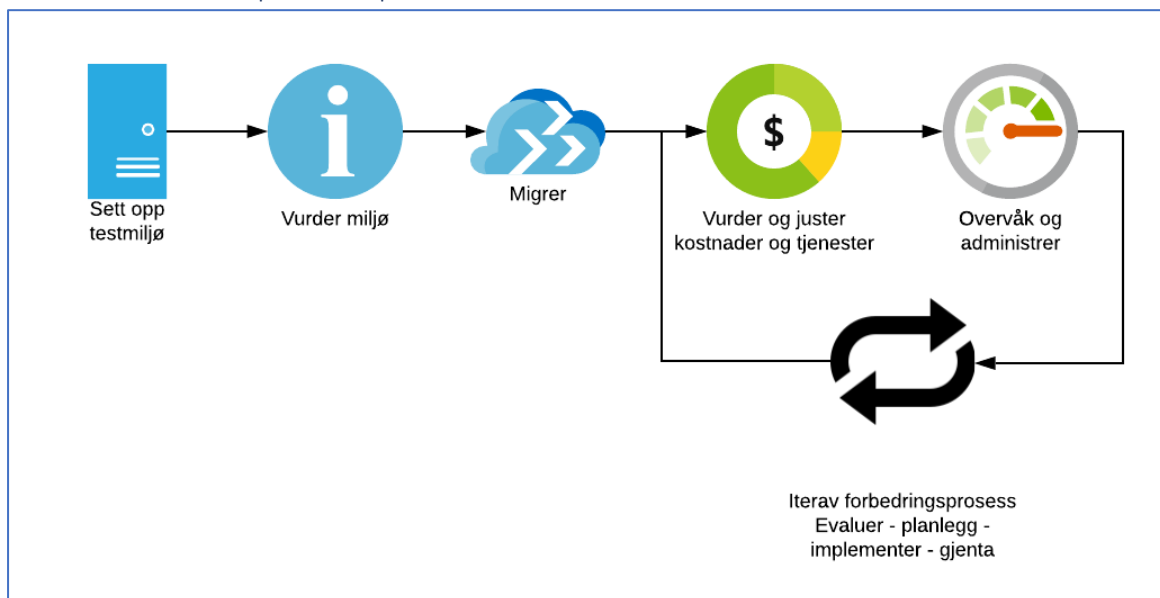 Sett opp
testmiljø
Vurder miljø
Migrer
$
Vurder og juster
kostnader og tjenester
Overvåk og
administrer
Iterav forbedringsprosess
Evaluer - planlegg -
implementer - gjenta